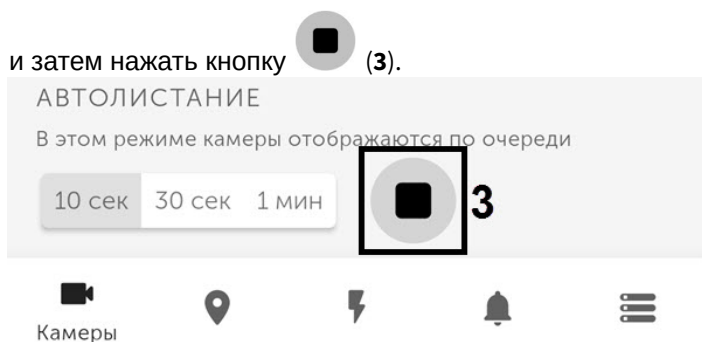 и затем нажать кнопку (3).
АВТОЛИСТАНИЕ
В этом режиме камеры отображаются по очереди
10 сек 30 сек 1 мин 3
Камеры